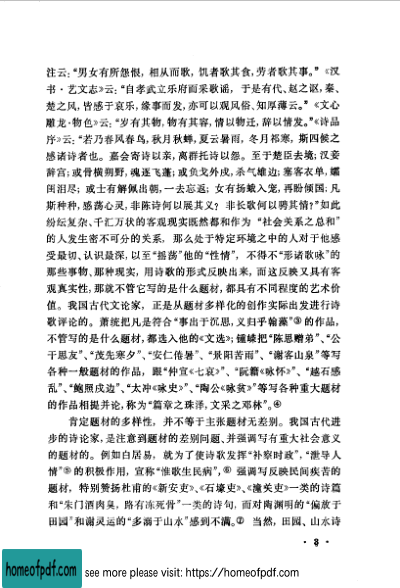 注云:“男女有所怨恨，相从而歌，饥者歌其食，劳者歌其事。”《汉
书·艺文志》云:“自孝武立乐府而采歌谣，于是有代、赵之讴，秦、
楚之风，皆感于哀乐，缘事而发，亦可以观风俗、知厚薄云。”《文心
雕龙·物色》云:“岁有其物，物有其容，情以物迁，辞以情发。”《诗品
序》云:“若乃春风春鸟，秋月秋蝉，夏云暑雨，冬月祁寒，斯四候之
感诸诗者也。嘉会寄诗以亲，离群托诗以怨。至于楚臣去境；汉妾
辞宫；或骨横朔野，魂逐飞蓬；或负戈外戍，杀气雄边；塞客衣单，孀
闺泪尽；或士有解佩出朝，一去忘返；女有扬蛾入宠，再盼倾国:凡
斯种种，感荡心灵，非陈诗何以展其义？非长歌何以骋其情？”如此
纷纭复杂、千汇万状的客观现实既然都和作为“社会关系之总和”
的人发生密不可分的关系，那么处于特定环境之中的人对于他感
受最切、认识最深，以至“摇荡”他的“性情”，不得不“形诸歌咏”的
那些事物、那种现实，用诗歌的形式反映出来，而这反映又具有客
观真实性，那就不管它写的是什么题材，都具有不同程度的艺术价
值。我国古代文论家，正是从题材多样化的创作实际出发进行诗
歌评论的。萧统把凡是符合“事出于沉思，义归乎翰藻”③的作品，
不管写的是什么题材，都选入他的《文选》；锺嵘把“陈思赠弟”、“公
干思友”、“茂先寒夕”、“安仁倦暑”、“景阳苦雨”、“谢客山泉”等写
各种一般题材的作品，跟“仲宣《七哀》”、“阮籍《咏怀》”、“越石感
乱”、“鲍照戍边”、“太冲《咏史》”、“陶公《咏贫》”等写各种重大题材
的作品相提并论，称为“篇章之珠泽，文采之邓林”。④
肯定题材的多样性，并不等于主张题材无差别。我国古代进
步的诗论家，是注意到题材的差别问题、并强调写有重大社会意义
的题材的。例如白居易，就为了使诗歌发挥“补察时政”，“泄导人
情”⑤的积极作用，宣称“惟歌生民病”，⑥强调写反映民间疾苦的
题材，特别赞扬杜甫的《新安吏》、《石壕吏》、《潼关吏》一类的诗篇
和“朱门酒肉臭，路有冻死骨”一类的诗句，而对陶渊明的“偏放于
田园”和谢灵运的“多溺于山水”感到不满。⑦当然，田园、山水诗
· 3 ·
homeofpdf.com
see more please visit: https://homeofpdf.com